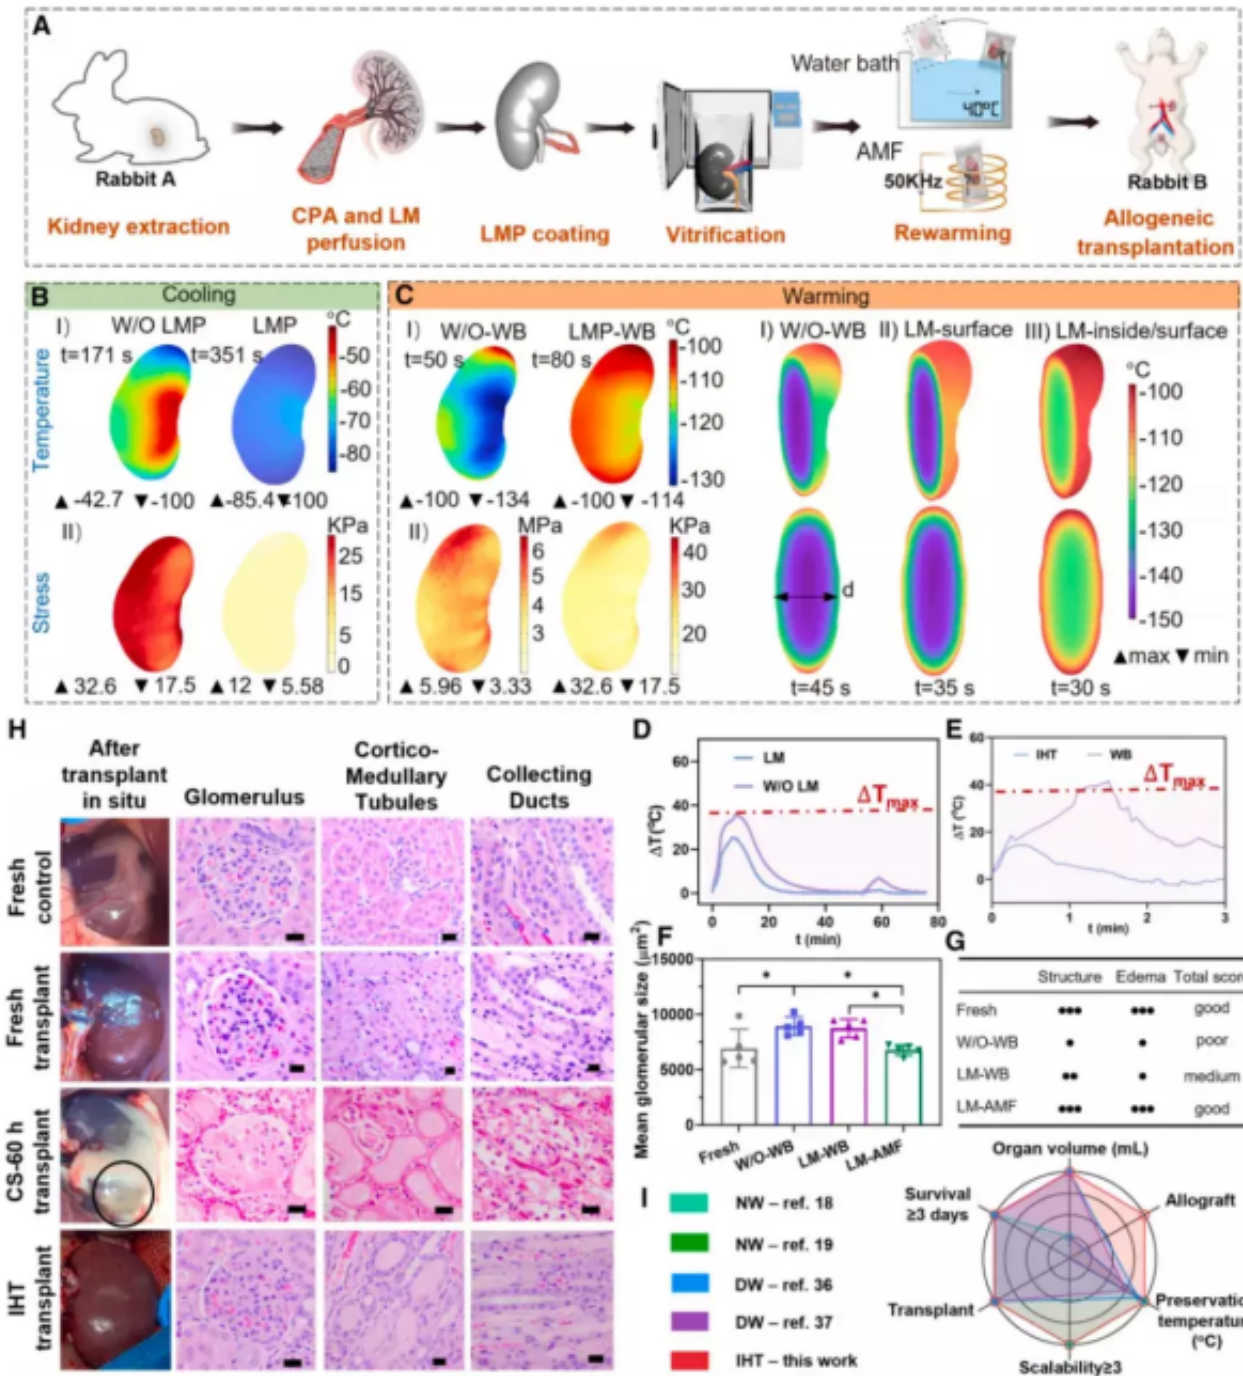 A
Water bath
40°C
AMF
50KHz
Rabbit A
Rabbit B
Kidney extraction
CPA and LM
perfusion
LMP coating
Vitrification
Rewarming
Allogeneic
transplantation
B
Cooling
I)
W/O LMP
LMP
°C
t=171 s
t=351 s
-50
-60
-70
-80
Temperature
▲ -42.7 ▼ -100
▲ -85.4 ▼ 100
II)
KPa
25
15
5
0
Stress
▲ 32.6 ▼ 17.5
▲ 12 ▼ 5.58
C
Warming
I)
W/O-WB
LMP-WB
°C
t=50 s
t=80 s
-100
-110
-120
-130
▲ -100 ▼ -134
▲ -100 ▼ -114
II)
MPa
6
5
4
3
KPa
40
30
20
▲ 5.96 ▼ 3.33
▲ 32.6 ▼ 17.5
I) W/O-WB
II) LM-surface
III) LM-inside/surface
°C
-100
-110
-120
-130
-140
-150
d
▲max ▼ min
t=45 s
t=35 s
t=30 s
H
After
transplant
in situ
Glomerulus
Cortico-
Medullary
Tubules
Collecting
Ducts
Fresh
control
Fresh
transplant
CS-60 h
transplant
IHT
transplant
D
LM
W/O LM
ΔTmax
ΔT (°C)
60
40
20
0
0
20
40
60
80
t (min)
E
IHT
WB
ΔTmax
ΔT (°C)
60
40
20
0
0
1
2
3
t (min)
F
Mean glomerular size (μm²)
15000
10000
5000
0
*
*
*
Fresh
W/O-WB
LM-WB
LM-AMF
G
Structure Edema Total score
Fresh ●●● ●●● good
W/O-WB ● ● poor
LM-WB ●● ● medium
LM-AMF ●●● ●●● good
I
NW – ref. 18
NW – ref. 19
DW – ref. 36
DW – ref. 37
IHT – this work
Organ volume (mL)
Survival
≥3 days
Allograft
Transplant
Preservatio
temperatur
(°C)
Scalability≥3